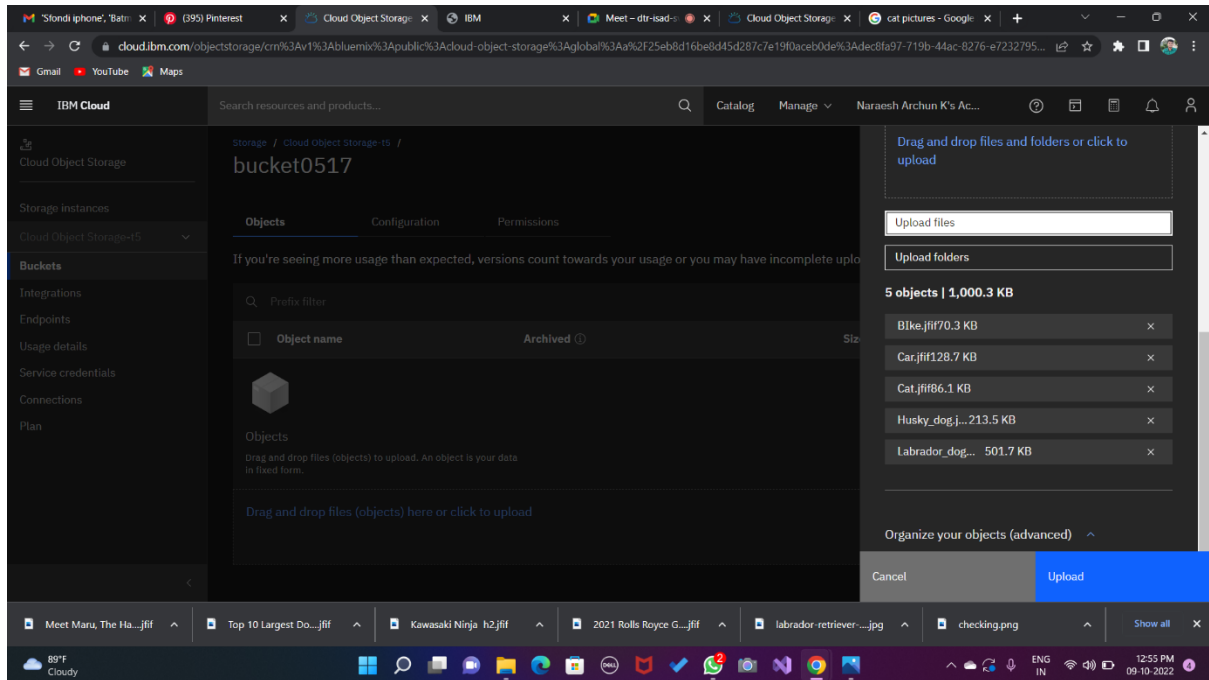 'Sfondi iphone', 'Batm
(395) Pinterest
Cloud Object Storage
IBM
Meet – dtr-isad-s
Cloud Object Storage
cat pictures - Google
cloud.ibm.com/objectstorage/crn%3Av1%3Abluemix%3Apublic%3Acloud-object-storage%3Aglobal%3Aa%2F25eb8d16be8d45d287c7e19f0aceb0de%3Adec8fa97-719b-44ac-8276-e7232795...
Gmail YouTube Maps
IBM Cloud
Search resources and products...
Catalog Manage Naraesh Archun K's Ac...
Cloud Object Storage
Storage instances
Cloud Object Storage-t5
Buckets
Integrations
Endpoints
Usage details
Service credentials
Connections
Plan
Storage / Cloud Object Storage-t5 /
bucket0517
Objects Configuration Permissions
If you're seeing more usage than expected, versions count towards your usage or you may have incomplete uplo
Prefix filter
Object name Archived Siz
Objects
Drag and drop files (objects) to upload. An object is your data
in fixed form.
Drag and drop files (objects) here or click to upload
Drag and drop files and folders or click to
upload
Upload files
Upload folders
5 objects | 1,000.3 KB
BIke.jfif70.3 KB
Car.jfif128.7 KB
Cat.jfif86.1 KB
Husky_dog.j... 213.5 KB
Labrador_dog... 501.7 KB
Organize your objects (advanced)
Cancel Upload
Meet Maru, The Ha....jfif
Top 10 Largest Do....jfif
Kawasaki Ninja h2.jfif
2021 Rolls Royce G....jfif
labrador-retriever-....jpg
checking.png
Show all
89°F
Cloudy
DELL
2
ENG
IN
12:55 PM
09-10-2022
4